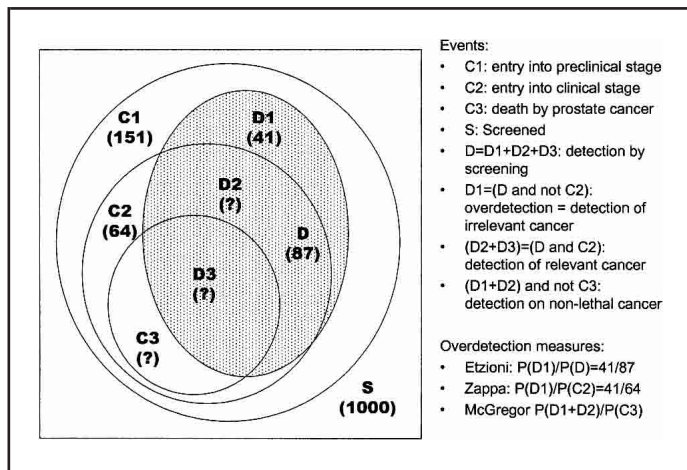 C1
(151)
D1
(41)
D2
(?)
C2
(64)
D
(87)
D3
(?)
C3
(?)
S
(1000)
Events:
• C1: entry into preclinical stage
• C2: entry into clinical stage
• C3: death by prostate cancer
• S: Screened
• D=D1+D2+D3: detection by
screening
• D1=(D and not C2):
overdetection = detection of
irrelevant cancer
• (D2+D3)=(D and C2):
detection of relevant cancer
• (D1+D2) and not C3:
detection on non-lethal cancer
Overdetection measures:
• Etzioni: P(D1)/P(D)=41/87
• Zappa: P(D1)/P(C2)=41/64
• McGregor P(D1+D2)/P(C3)